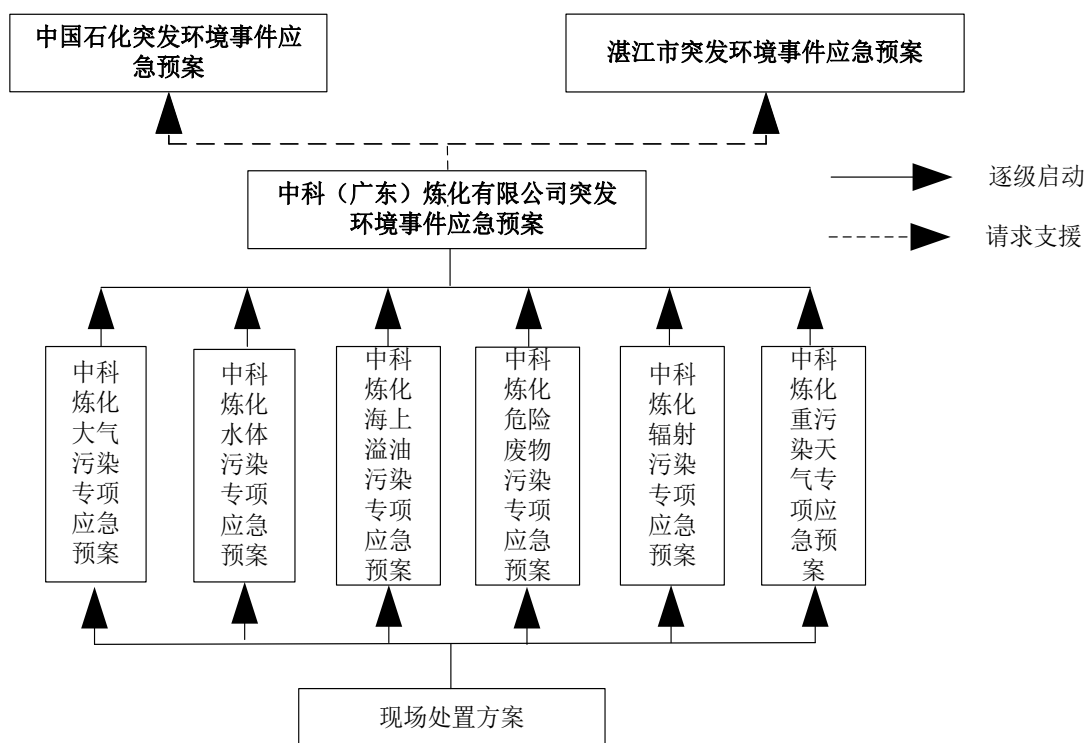 中国石化突发环境事件应
急预案
湛江市突发环境事件应急预案
中科（广东）炼化有限公司突发
环境事件应急预案
逐级启动
请求支援
中科
炼化
大气
污染
专项
应急
预案
中科
炼化
水体
污染
专项
应急
预案
中科
炼化
海上
溢油
污染
专项
应急
预案
中科
炼化
危险
废物
污染
专项
应急
预案
中科
炼化
辐射
污染
专项
应急
预案
中科
炼化
重污
染天
气专
项应
急预
案
现场处置方案